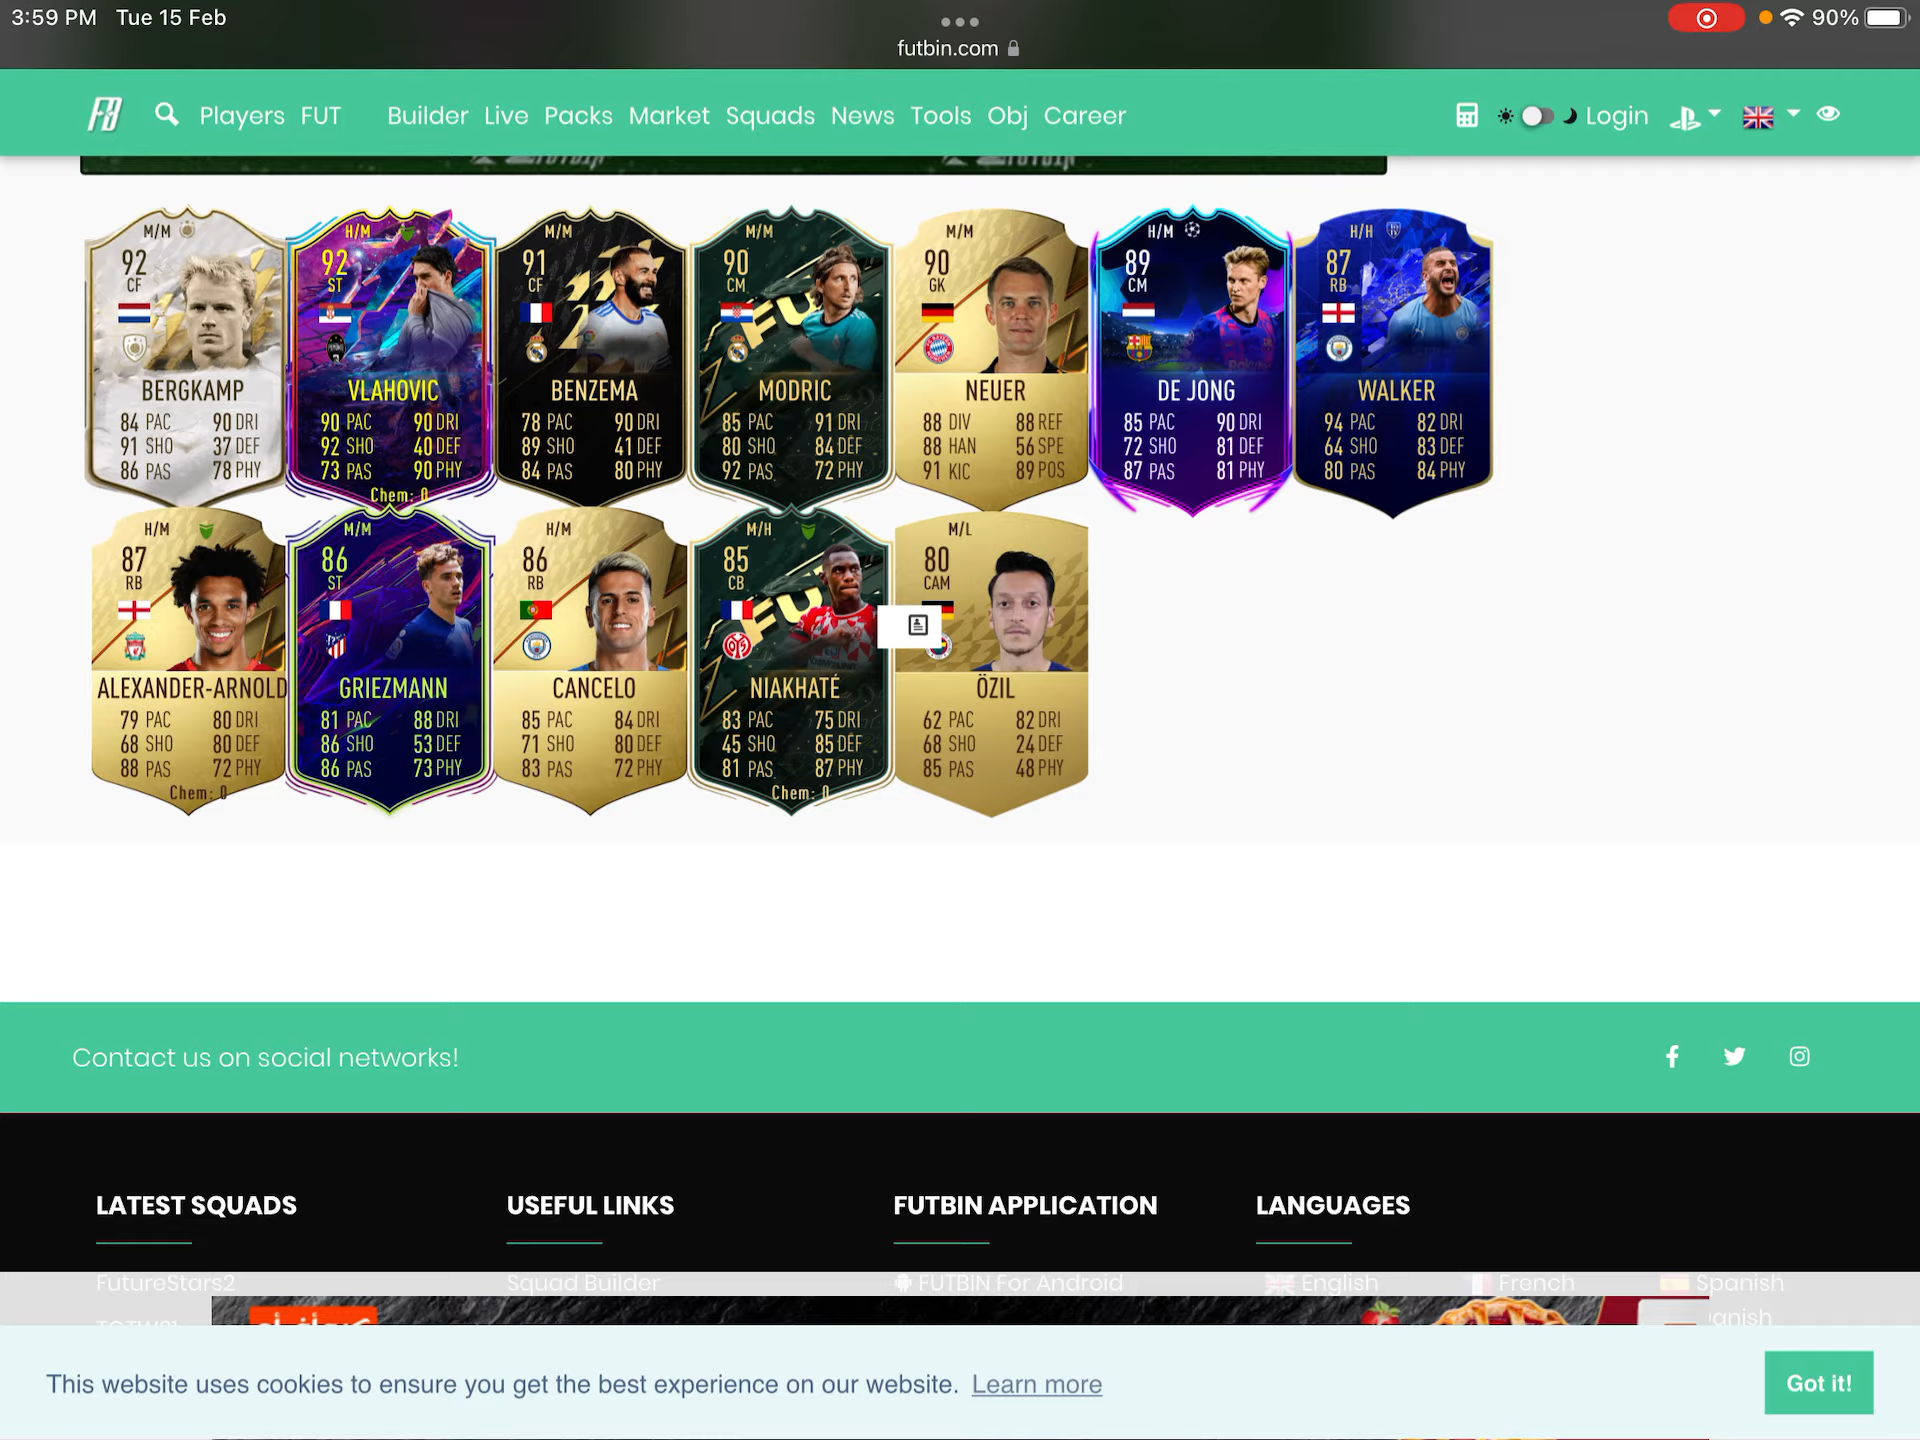 3:59 PM Tue 15 Feb
futbin.com
90%
Players FUT Builder Live Packs Market Squads News Tools Obj Career
Login
M/M
92
CF
BERGKAMP
84 PAC 90 DRI
91 SHO 37 DEF
86 PAS 78 PHY
H/M
92
ST
VLAHOVIC
90 PAC 90 DRI
92 SHO 40 DEF
73 PAS 90 PHY
Chem: 0
M/M
91
CF
BENZEMA
78 PAC 90 DRI
89 SHO 41 DEF
84 PAS 80 PHY
M/M
90
CM
MODRIC
85 PAC 91 DRI
80 SHO 84 DEF
92 PAS 72 PHY
M/M
90
GK
NEUER
88 DIV 88 REF
88 HAN 56 SPE
91 KIC 89 POS
H/M
89
CM
DE JONG
85 PAC 90 DRI
72 SHO 81 DEF
87 PAS 81 PHY
H/H
87
RB
WALKER
94 PAC 82 DRI
64 SHO 83 DEF
80 PAS 84 PHY
H/M
87
RB
ALEXANDER-ARNOLD
79 PAC 80 DRI
68 SHO 80 DEF
88 PAS 72 PHY
Chem: 0
M/M
86
ST
GRIEZMANN
81 PAC 88 DRI
86 SHO 53 DEF
86 PAS 73 PHY
H/M
86
RB
CANCELO
85 PAC 84 DRI
71 SHO 80 DEF
83 PAS 72 PHY
M/H
85
CB
NIAKHATÉ
83 PAC 75 DRI
45 SHO 85 DEF
81 PAS 87 PHY
Chem: 0
M/L
80
CAM
ÖZIL
62 PAC 82 DRI
68 SHO 24 DEF
85 PAS 48 PHY
Contact us on social networks!
LATEST SQUADS USEFUL LINKS FUTBIN APPLICATION LANGUAGES
FutureStars2 Squad Builder FUTBIN For Android English French Spanish
This website uses cookies to ensure you get the best experience on our website. Learn more
Got it!